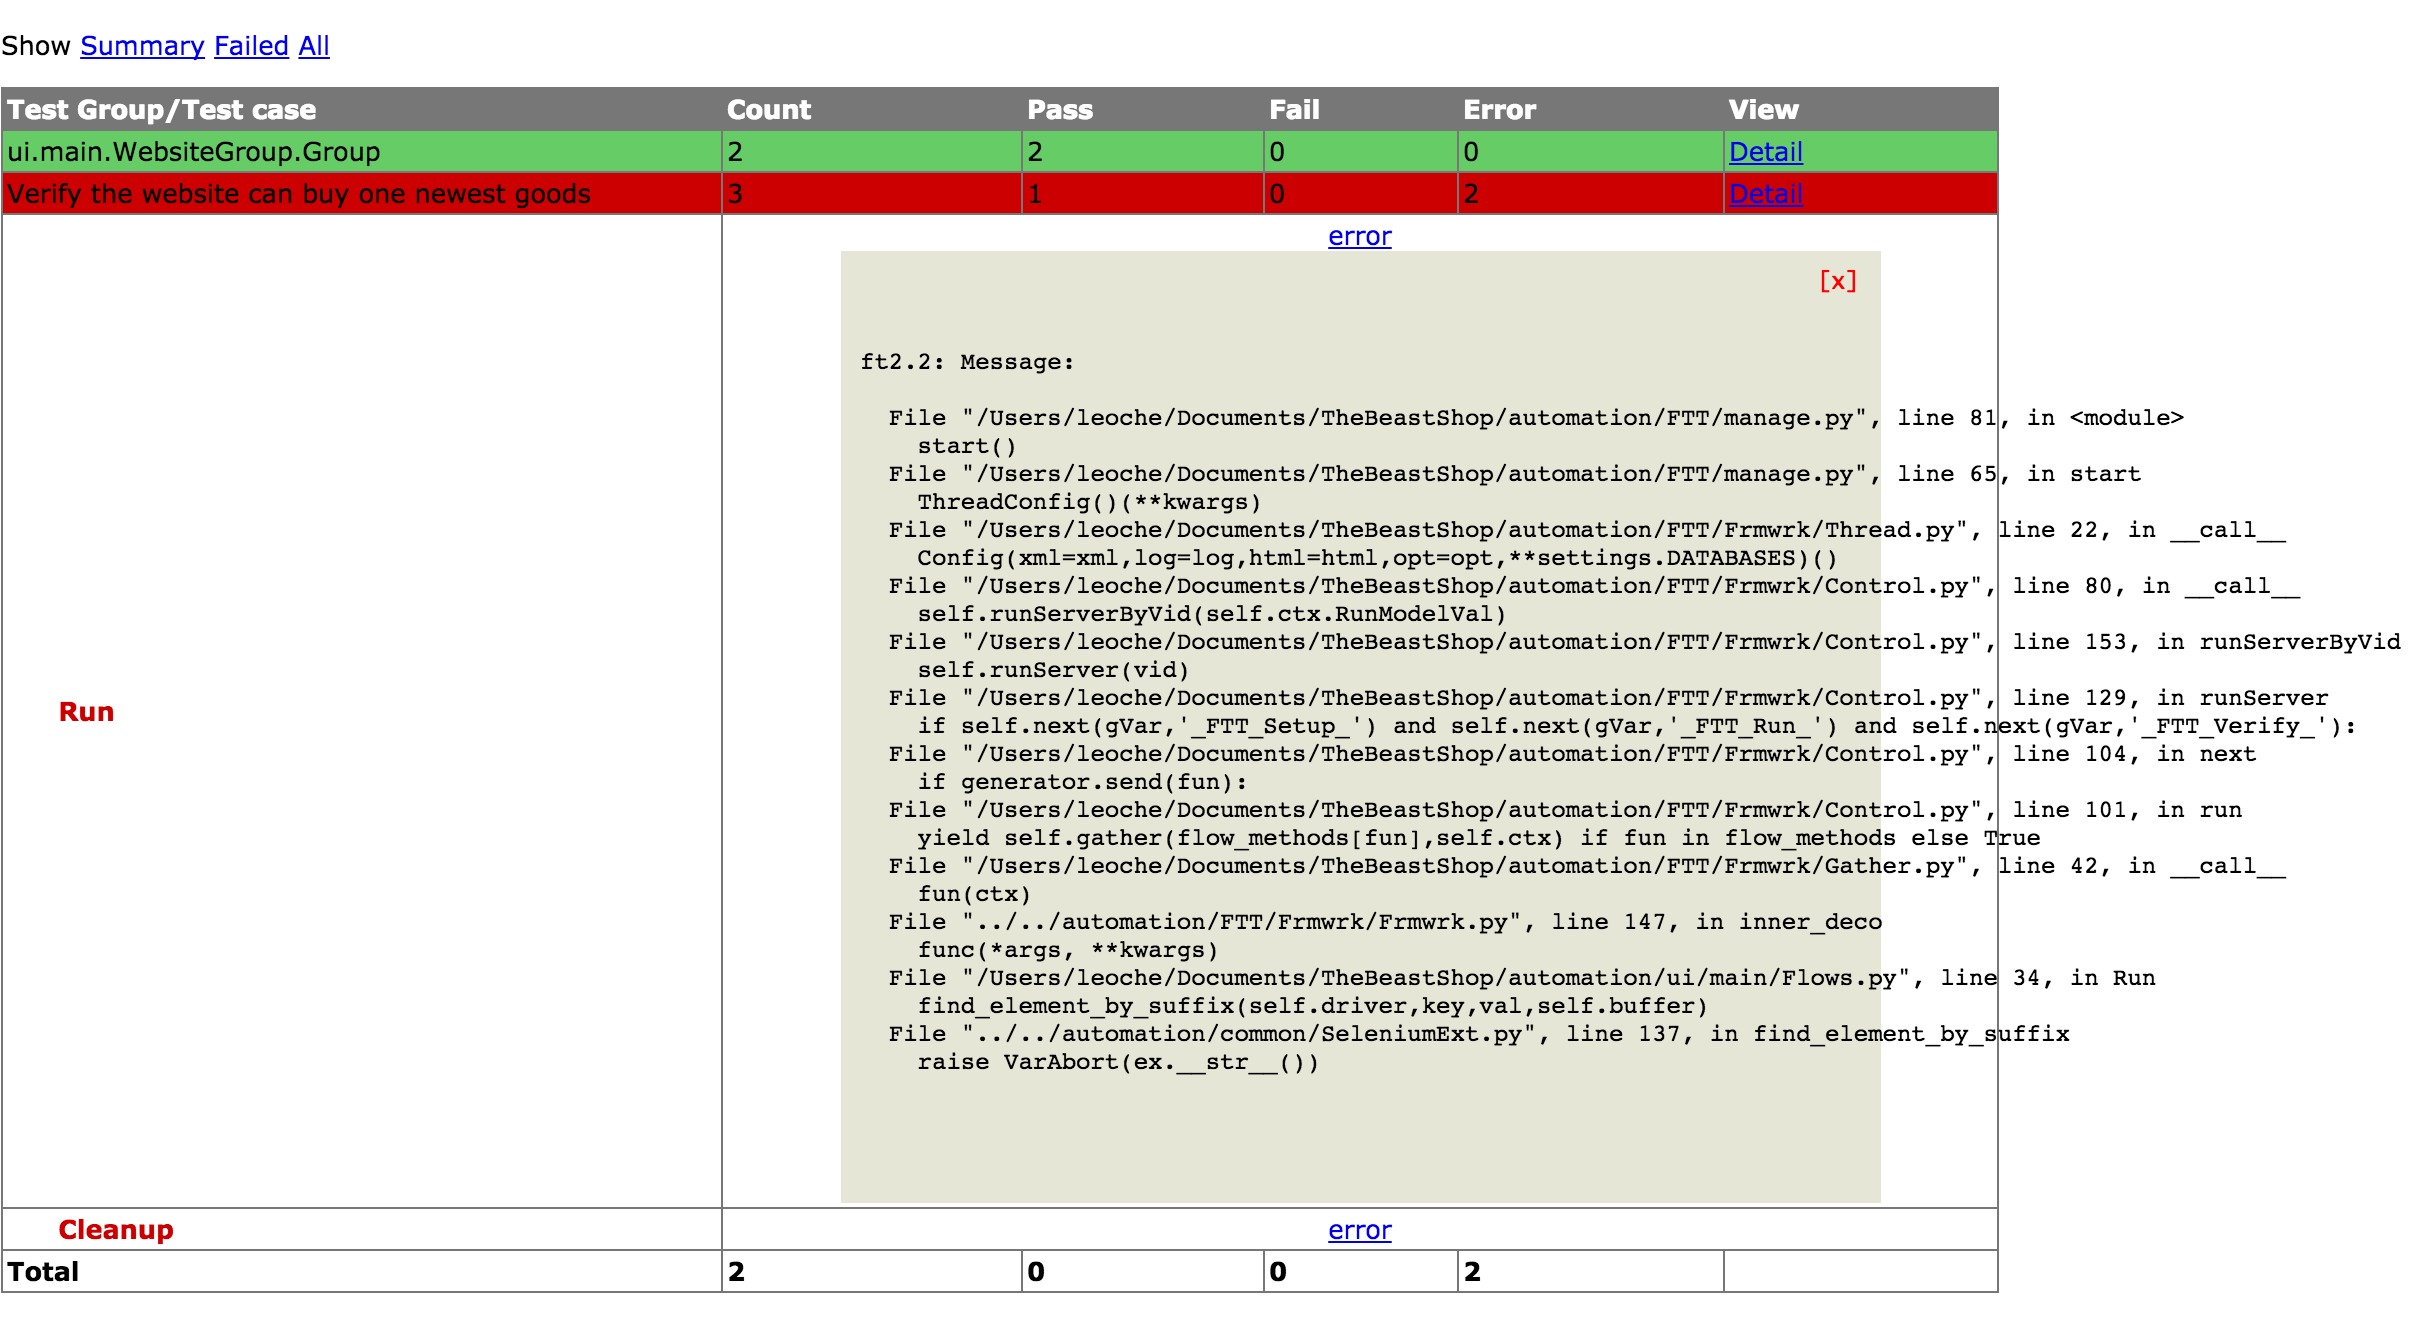 Show Summary Failed All
Test Group/Test case Count Pass Fail Error View
ui.main.WebsiteGroup.Group 2 2 0 0 Detail
Verify the website can buy one newest goods 3 1 0 2 Detail
error
[x]
ft2.2: Message:
File "/Users/leoche/Documents/TheBeastShop/automation/FTT/manage.py", line 81, in <module>
start()
File "/Users/leoche/Documents/TheBeastShop/automation/FTT/manage.py", line 65, in start
ThreadConfig()(**kwargs)
File "/Users/leoche/Documents/TheBeastShop/automation/FTT/Frmwrk/Thread.py", line 22, in __call__
Config(xml=xml,log=log,html=html,opt=opt,**settings.DATABASES)()
File "/Users/leoche/Documents/TheBeastShop/automation/FTT/Frmwrk/Control.py", line 80, in __call__
self.runServerByVid(self.ctx.RunModelVal)
File "/Users/leoche/Documents/TheBeastShop/automation/FTT/Frmwrk/Control.py", line 153, in runServerByVid
self.runServer(vid)
File "/Users/leoche/Documents/TheBeastShop/automation/FTT/Frmwrk/Control.py", line 129, in runServer
Run
if self.next(gVar,'_FTT_Setup_') and self.next(gVar,'_FTT_Run_') and self.next(gVar,'_FTT_Verify_'):
File "/Users/leoche/Documents/TheBeastShop/automation/FTT/Frmwrk/Control.py", line 104, in next
if generator.send(fun):
File "/Users/leoche/Documents/TheBeastShop/automation/FTT/Frmwrk/Control.py", line 101, in run
yield self.gather(flow_methods[fun],self.ctx) if fun in flow_methods else True
File "/Users/leoche/Documents/TheBeastShop/automation/FTT/Frmwrk/Gather.py", line 42, in __call__
fun(ctx)
File "../../automation/FTT/Frmwrk/Frmwrk.py", line 147, in inner_deco
func(*args, **kwargs)
File "/Users/leoche/Documents/TheBeastShop/automation/ui/main/Flows.py", line 34, in Run
find_element_by_suffix(self.driver,key,val,self.buffer)
File "../../automation/common/SeleniumExt.py", line 137, in find_element_by_suffix
raise VarAbort(ex.__str__())
Cleanup error
Total 2 0 0 2